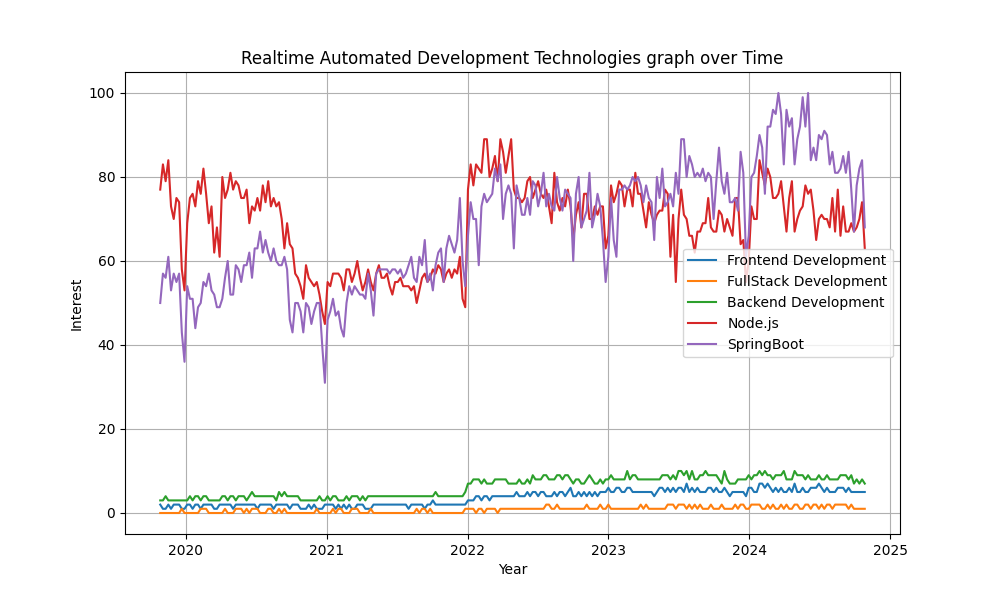 Realtime Automated Development Technologies graph over Time
Interest
100
80
60
40
20
0
Frontend Development
FullStack Development
Backend Development
Node.js
SpringBoot
2020 2021 2022 2023 2024 2025
Year